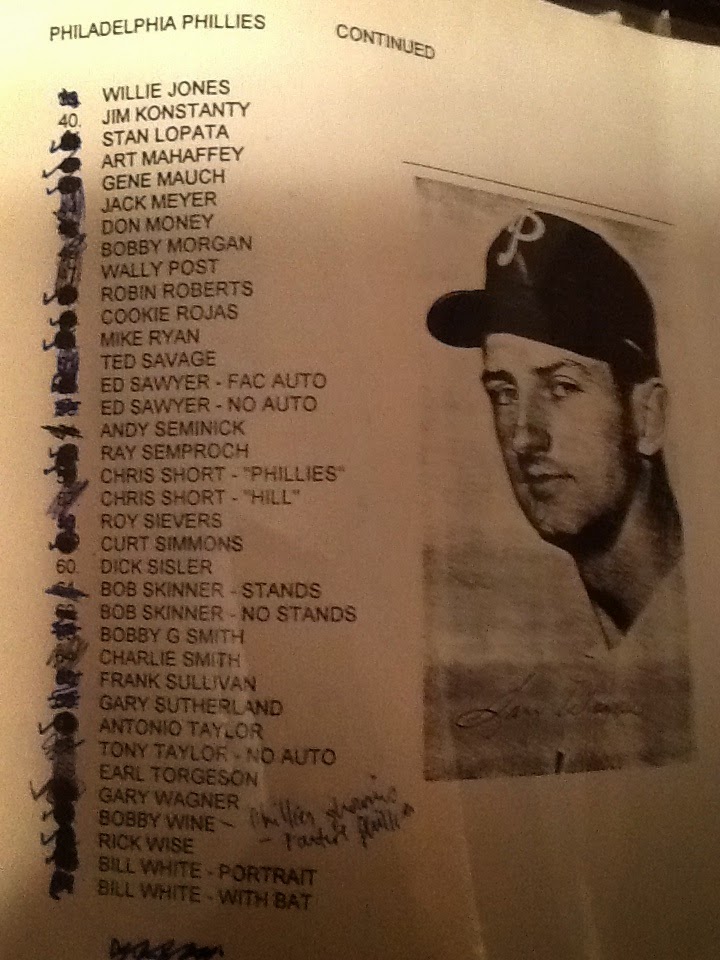 PHILADELPHIA PHILLIES CONTINUED
WILLIE JONES
40. JIM KONSTANTY
STAN LOPATA
ART MAHAFFEY
GENE MAUCH
JACK MEYER
DON MONEY
BOBBY MORGAN
WALLY POST
ROBIN ROBERTS
COOKIE ROJAS
MIKE RYAN
TED SAVAGE
ED SAWYER - FAC AUTO
ED SAWYER - NO AUTO
ANDY SEMINICK
RAY SEMPROCH
CHRIS SHORT - "PHILLIES"
CHRIS SHORT - "HILL"
ROY SIEVERS
CURT SIMMONS
60. DICK SISLER
BOB SKINNER - STANDS
BOB SKINNER - NO STANDS
BOBBY G SMITH
CHARLIE SMITH
FRANK SULLIVAN
GARY SUTHERLAND
ANTONIO TAYLOR
TONY TAYLOR - NO AUTO
EARL TORGESON
GARY WAGNER
BOBBY WINE - Phillies showing
RICK WISE - partial Phillies
BILL WHITE - PORTRAIT
BILL WHITE - WITH BAT
P